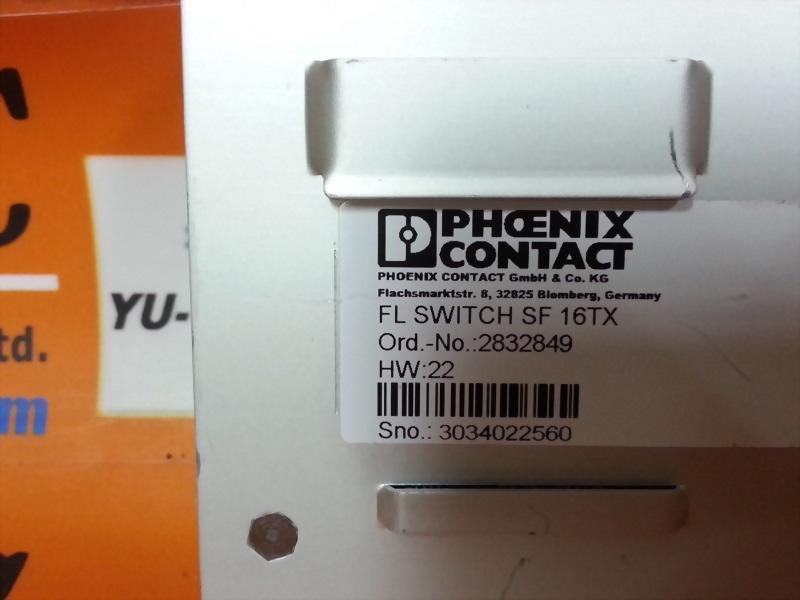 PHŒNIX
CONTACT
PHOENIX CONTACT GmbH & Co. KG
Flachsmarktstr. 8, 32825 Blomberg, Germany
FL SWITCH SF 16TX
Ord.-No.:2832849
HW:22
Sno.: 3034022560
YU-
td.
m